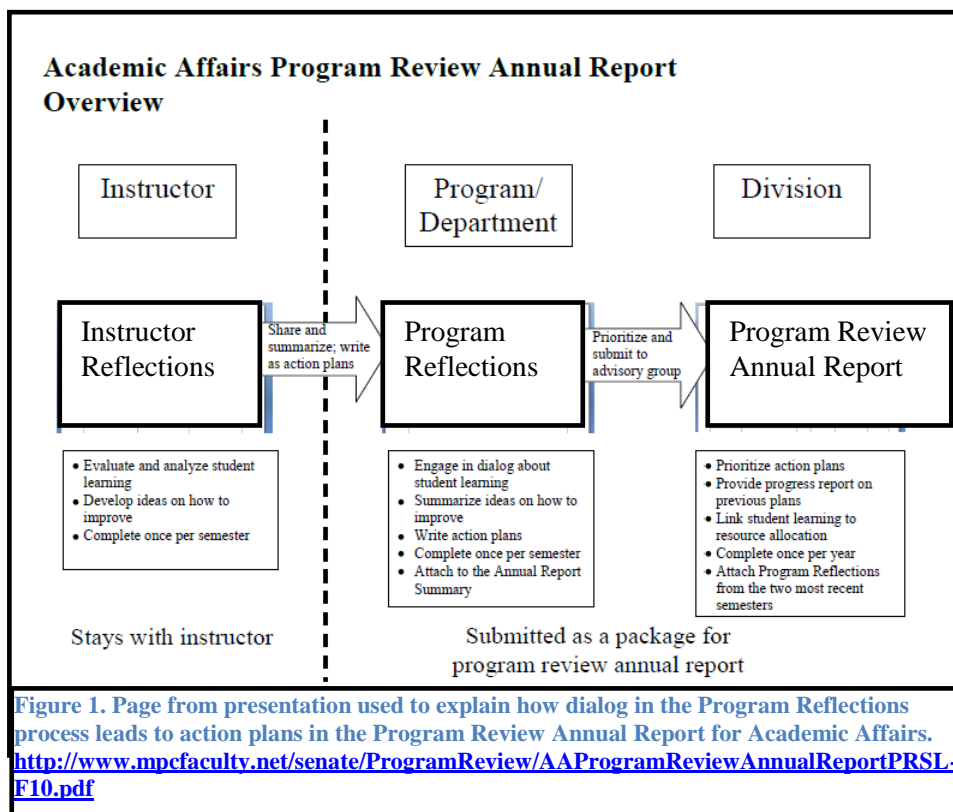 Academic Affairs Program Review Annual Report
Overview
Instructor
Program/
Department
Division
Instructor
Reflections
Share and
summarize; write
as action plans
Program
Reflections
Prioritize and
submit to
advisory group
Program Review
Annual Report
• Evaluate and analyze student
learning
• Develop ideas on how to
improve
• Complete once per semester
• Engage in dialog about
student learning
• Summarize ideas on how to
improve
• Write action plans
• Complete once per semester
• Attach to the Annual Report
Summary
• Prioritize action plans
• Provide progress report on
previous plans
• Link student learning to
resource allocation
• Complete once per year
• Attach Program Reflections
from the two most recent
semesters
Stays with instructor
Submitted as a package for
program review annual report
Figure 1. Page from presentation used to explain how dialog in the Program Reflections
process leads to action plans in the Program Review Annual Report for Academic Affairs.
http://www.mpcfaculty.net/senate/ProgramReview/AAProgramReviewAnnualReportPRSL-
F10.pdf